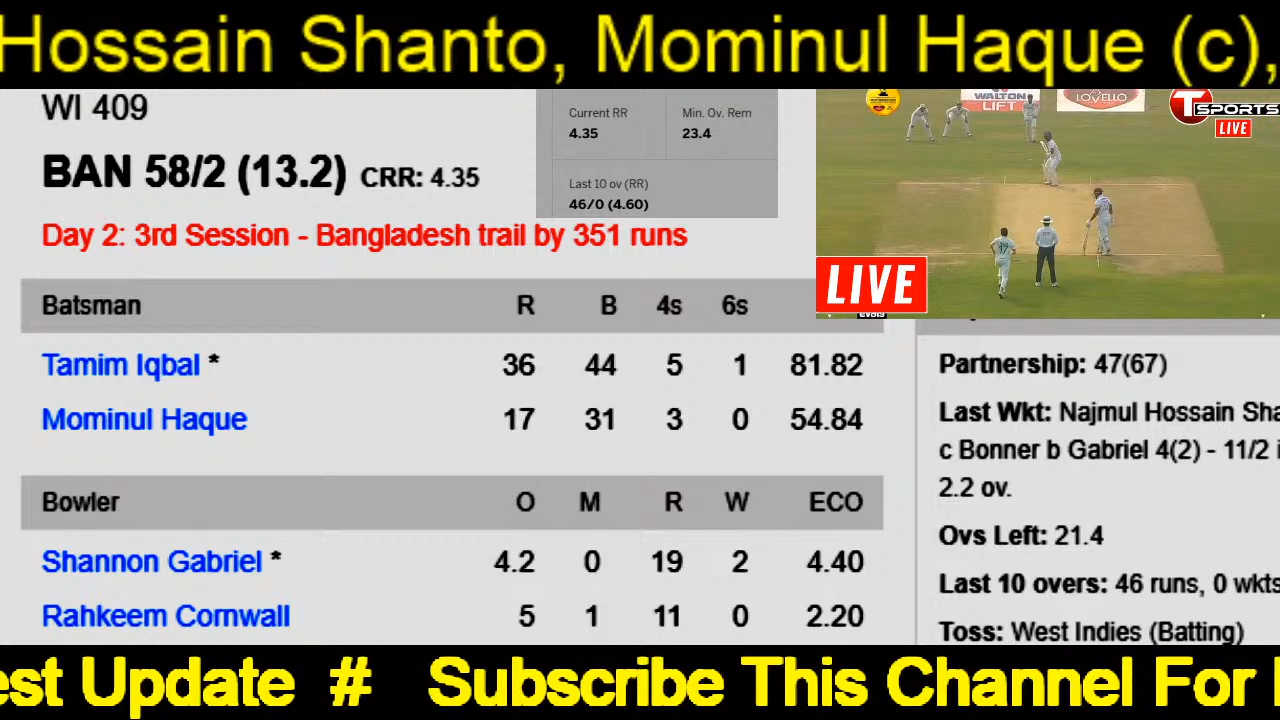 Hossain Shanto, Mominul Haque (c),
WI 409
BAN 58/2 (13.2) CRR: 4.35
Day 2: 3rd Session - Bangladesh trail by 351 runs
Current RR
4.35
Min. Ov. Rem
23.4
Last 10 ov (RR)
46/0 (4.60)
WALTON
LIFT
LOVELLO
T SPORTS
LIVE
17
LIVE
Batsman R B 4s 6s
Tamim Iqbal * 36 44 5 1 81.82
Mominul Haque 17 31 3 0 54.84
Bowler O M R W ECO
Shannon Gabriel * 4.2 0 19 2 4.40
Rahkeem Cornwall 5 1 11 0 2.20
Partnership: 47(67)
Last Wkt: Najmul Hossain Sha
c Bonner b Gabriel 4(2) - 11/2 i
2.2 ov.
Ovs Left: 21.4
Last 10 overs: 46 runs, 0 wkts
Toss: West Indies (Batting)
est Update # Subscribe This Channel For